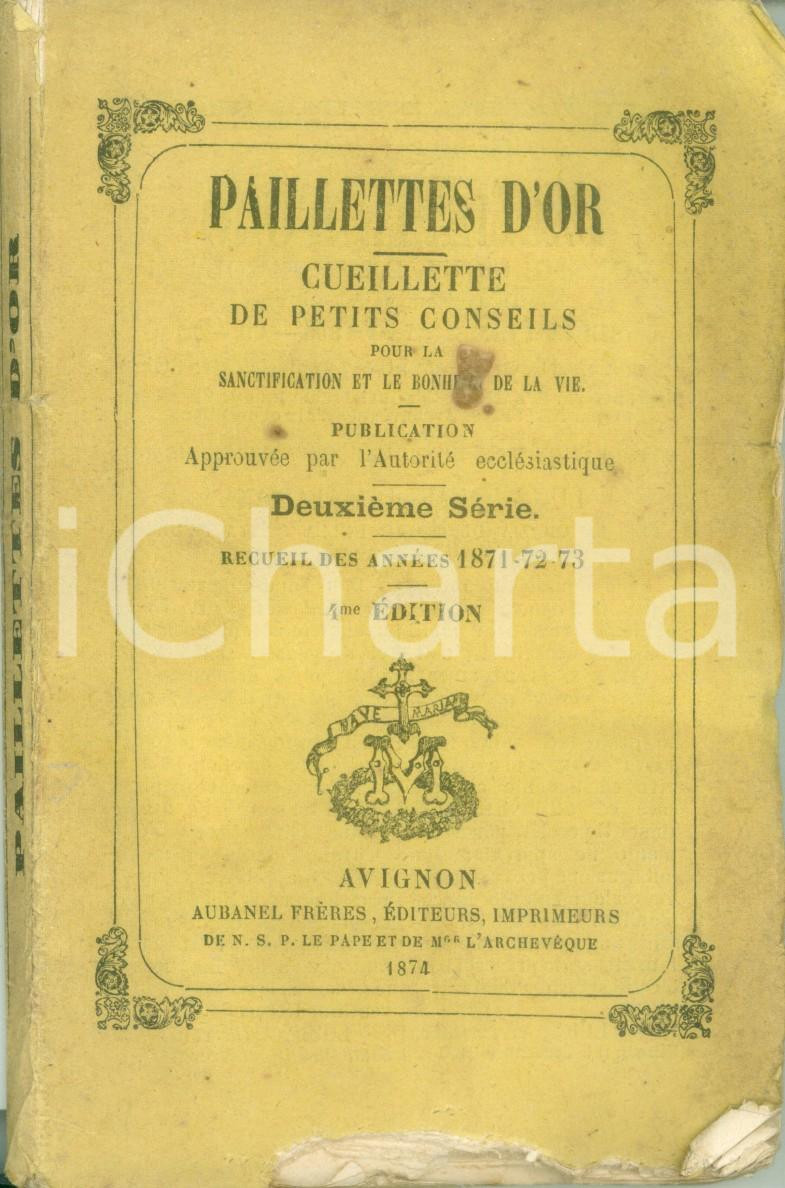 PAILLETTES D'OR
PAILLETTES D'OR
CUEILLETTE
DE PETITS CONSEILS
POUR LA
SANCTIFICATION ET LE BONHEUR DE LA VIE.
PUBLICATION
Approuvée par l'Autorité ecclésiastique
Deuxième Série.
RECUEIL DES ANNÉES 1871-72-73
4me ÉDITION
AVE MARIA
AVIGNON
AUBANEL FRÈRES, ÉDITEURS, IMPRIMEURS
DE N. S. P. LE PAPE ET DE MGR L'ARCHEVÊQUE
1874
iCharta